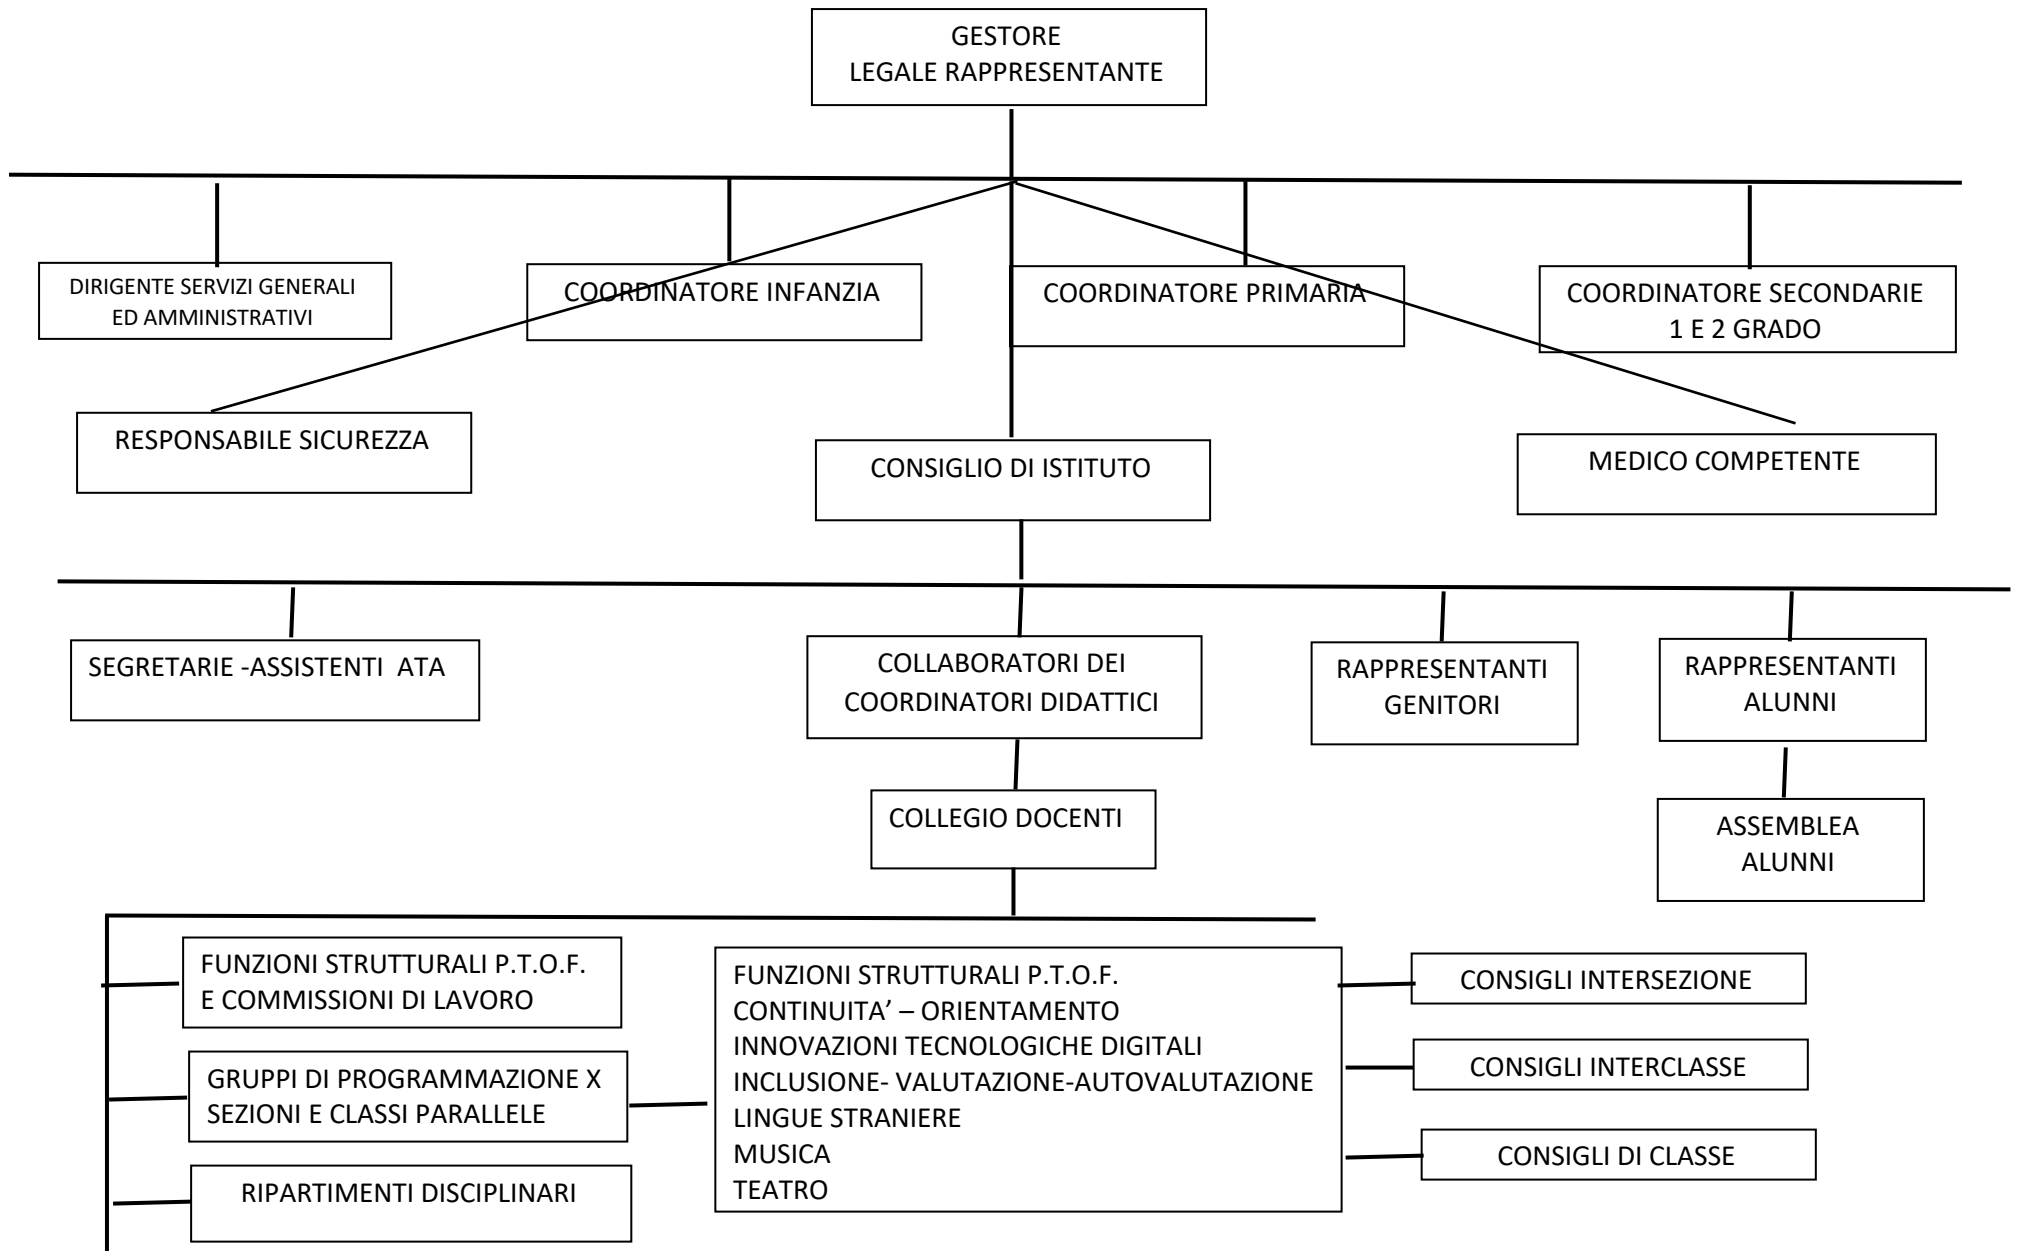 GESTORE
LEGALE RAPPRESENTANTE
DIRIGENTE SERVIZI GENERALI
ED AMMINISTRATIVI
COORDINATORE INFANZIA
COORDINATORE PRIMARIA
COORDINATORE SECONDARIE
1 E 2 GRADO
RESPONSABILE SICUREZZA
CONSIGLIO DI ISTITUTO
MEDICO COMPETENTE
SEGRETARIE -ASSISTENTI  ATA
COLLABORATORI DEI
COORDINATORI DIDATTICI
RAPPRESENTANTI
GENITORI
RAPPRESENTANTI
ALUNNI
COLLEGIO DOCENTI
ASSEMBLEA
ALUNNI
FUNZIONI STRUTTURALI P.T.O.F.
E COMMISSIONI DI LAVORO
GRUPPI DI PROGRAMMAZIONE X
SEZIONI E CLASSI PARALLELE
RIPARTIMENTI DISCIPLINARI
FUNZIONI STRUTTURALI P.T.O.F.
CONTINUITA’ – ORIENTAMENTO
INNOVAZIONI TECNOLOGICHE DIGITALI
INCLUSIONE- VALUTAZIONE-AUTOVALUTAZIONE
LINGUE STRANIERE
MUSICA
TEATRO
CONSIGLI INTERSEZIONE
CONSIGLI INTERCLASSE
CONSIGLI DI CLASSE